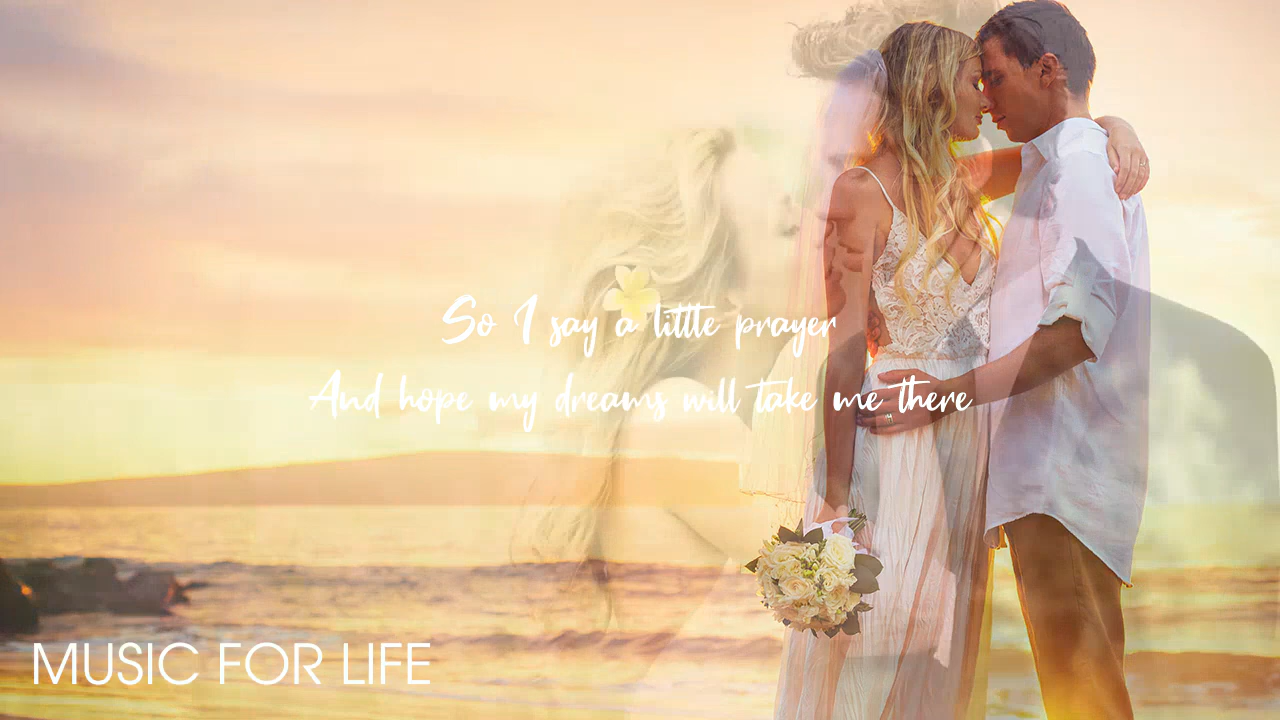 So I say a little prayer
And hope my dreams will take me there
MUSIC FOR LIFE